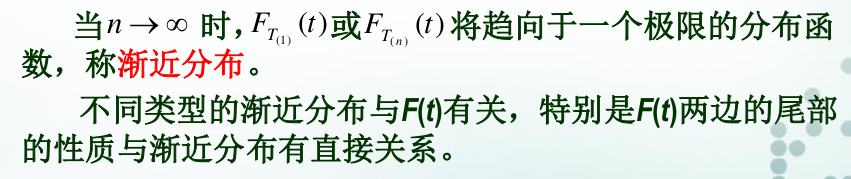 当n → ∞ 时，F_{T_{(1)}}(t)或F_{T_{(n)}}(t)将趋向于一个极限的分布函
数，称渐近分布。
不同类型的渐近分布与F(t)有关，特别是F(t)两边的尾部
的性质与渐近分布有直接关系。